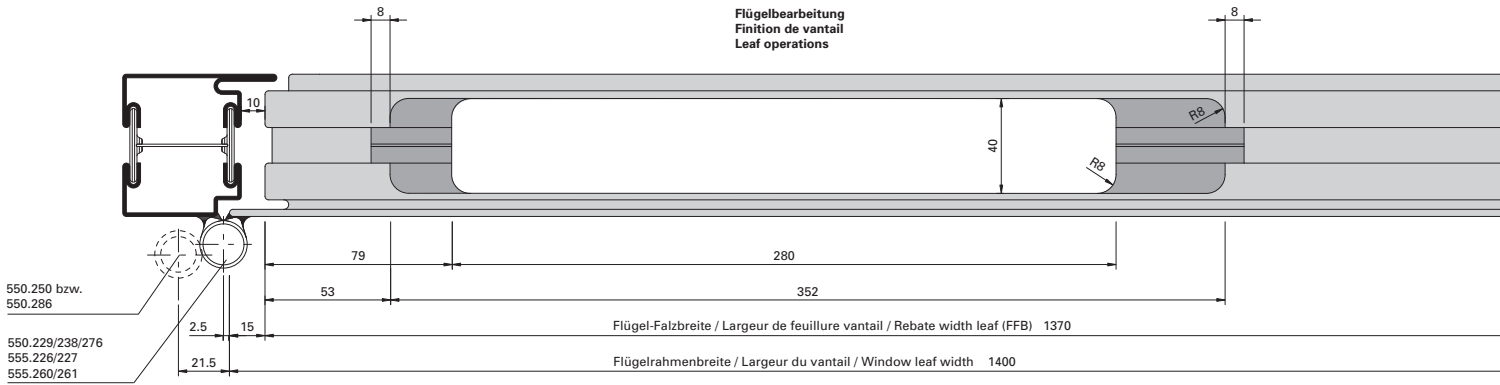 Flügelbearbeitung
Finition de vantail
Leaf operations
8
8
10
R8
40
R8
79
280
550.250 bzw.
550.286
53
352
2.5
15
Flügel-Falzbreite / Largeur de feuillure vantail / Rebate width leaf (FFB) 1370
550.229/238/276
555.226/227
555.260/261
21.5
Flügelrahmenbreite / Largeur du vantail / Window leaf width 1400